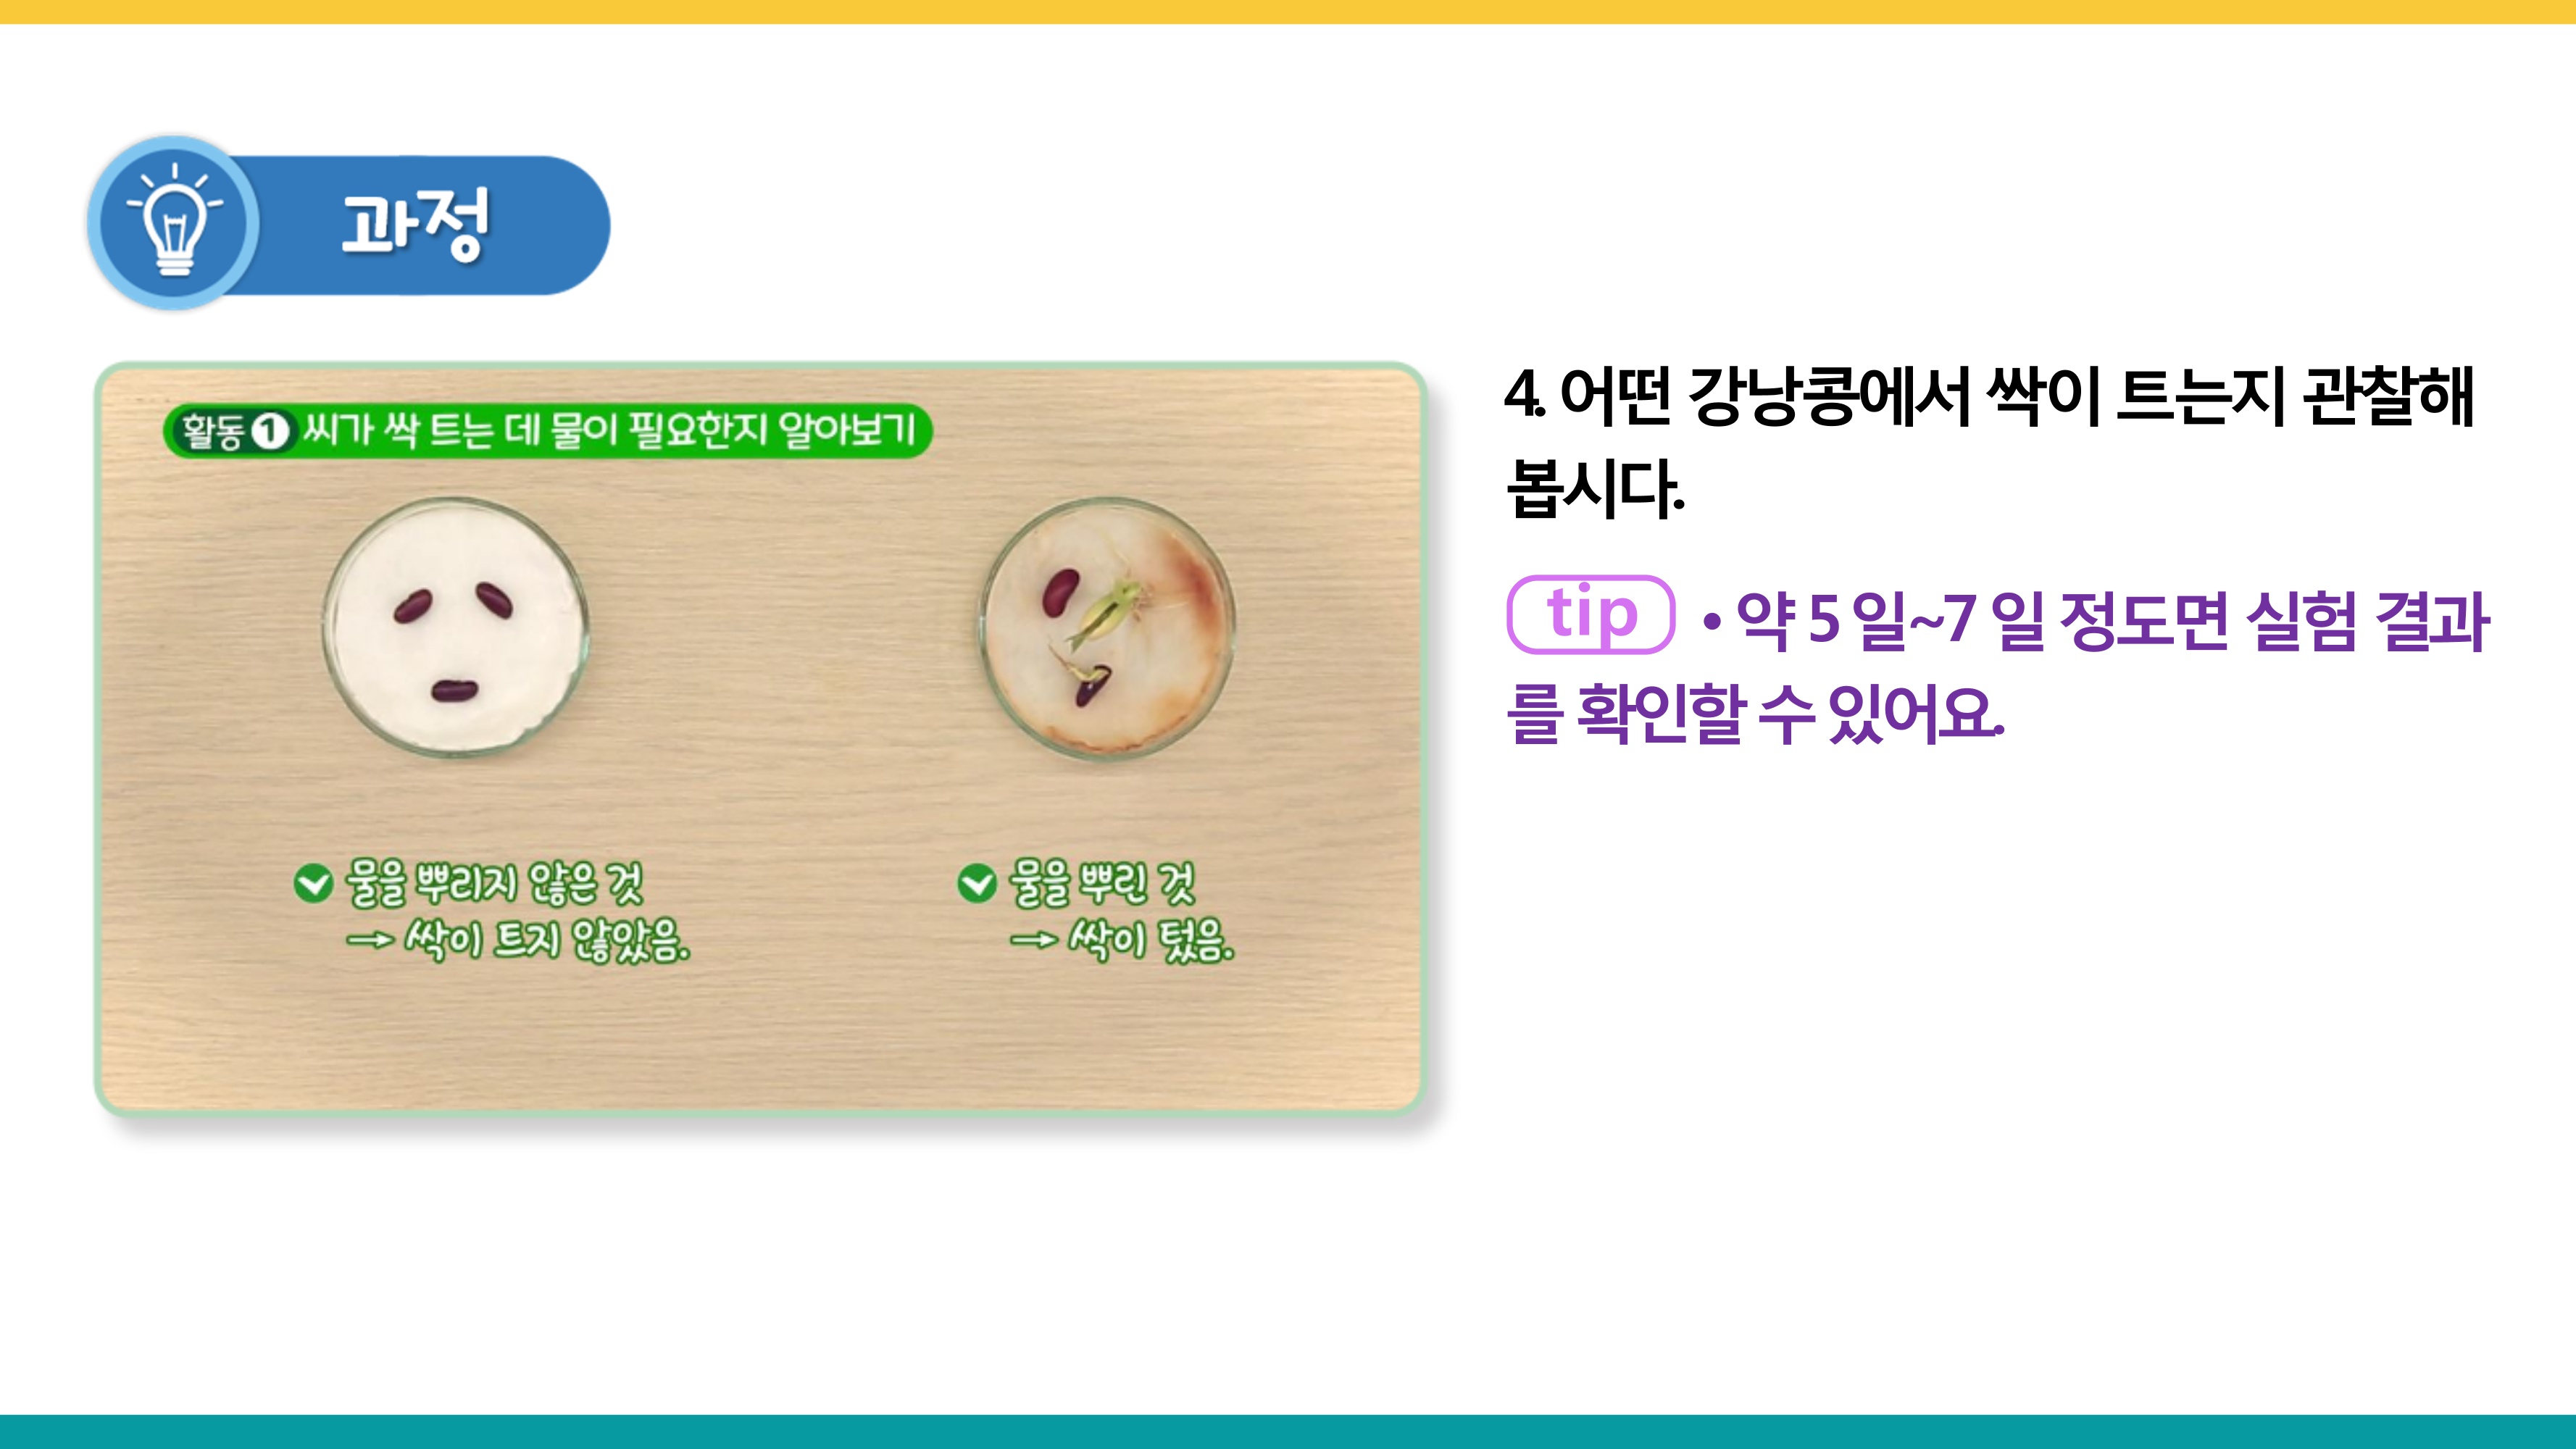 과정
활동 1 씨가 싹 트는 데 물이 필요한지 알아보기
물을 뿌리지 않은 것
→ 싹이 트지 않았음.
물을 뿌린 것
→ 싹이 텄음.
4. 어떤 강낭콩에서 싹이 트는지 관찰해
봅시다.
tip • 약 5일~7일 정도면 실험 결과
를 확인할 수 있어요.